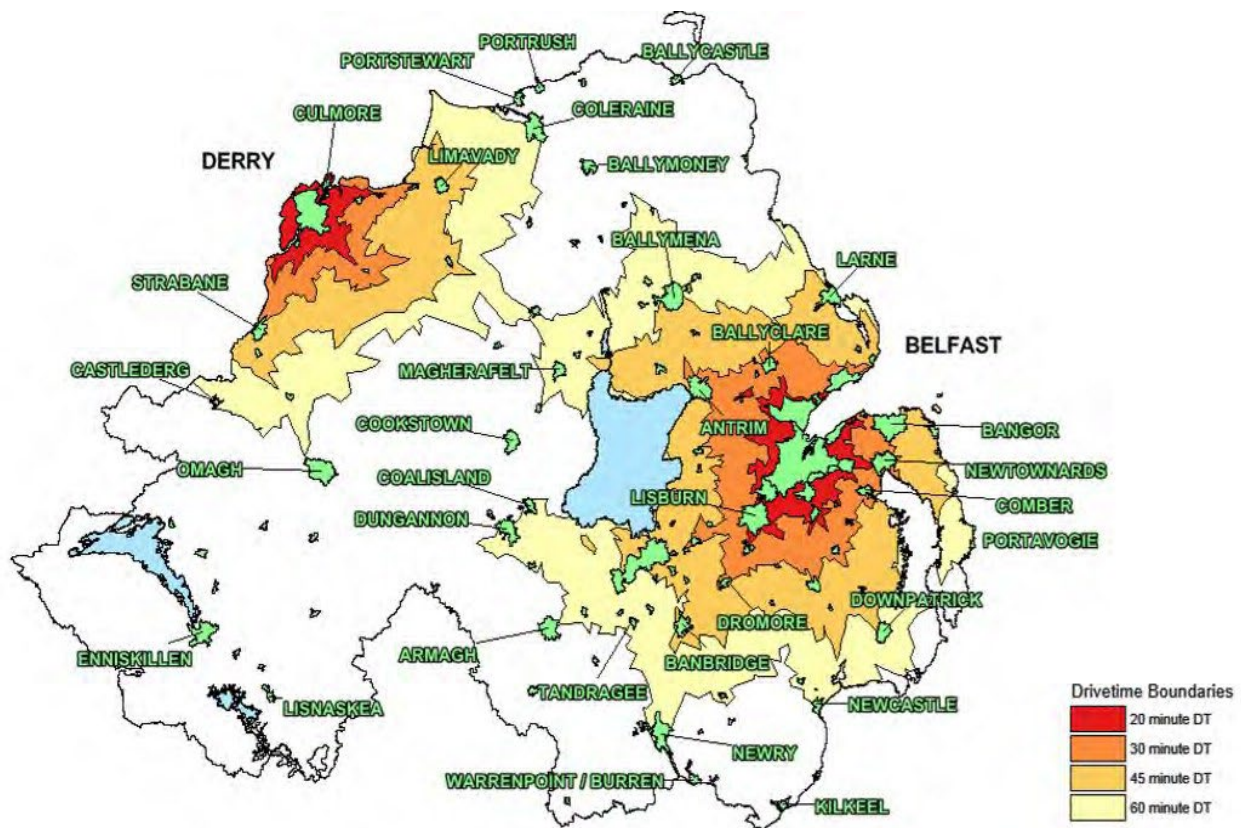 PORTRUSH
BALLYCASTLE
PORTSTEWART
CULMORE
COLERAINE
DERRY
LIMAVADY
BALLYMONEY
BALLYMENA
LARNE
STRABANE
BALLYCLARE
BELFAST
CASTLEDERG
MAGHERAFELT
COOKSTOWN
ANTRIM
BANGOR
OMAGH
NEWTOWNARDS
COALISLAND
LISBURN
COMBER
DUNGANNON
PORTAVOGIE
DOWNPATRICK
DROMORE
ENNISKILLEN
ARMAGH
BANBRIDGE
TANDRAGEE
LISNASKEA
NEWCASTLE
NEWRY
WARRENPOINT / BURREN
KILKEEL
Drivetime Boundaries
20 minute DT
30 minute DT
45 minute DT
60 minute DT